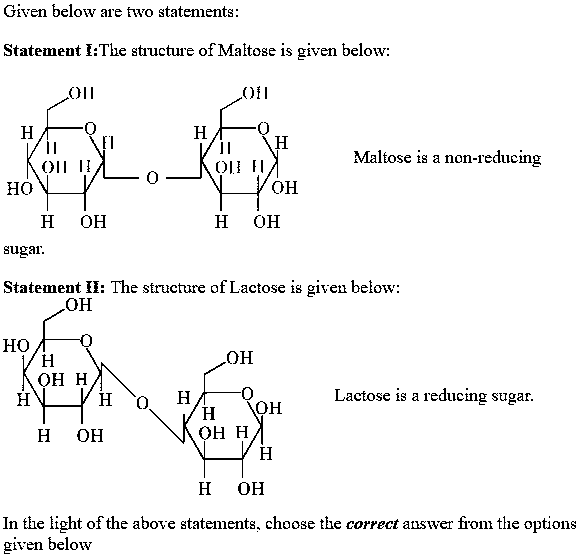 Given below are two statements:
Statement I:The structure of Maltose is given below:
OH OH
H O H H O H
H H
OH H OH H
HO O OH
H OH H OH
Maltose is a non-reducing
sugar.
Statement II: The structure of Lactose is given below:
OH
HO O
H
OH H
H H O
H OH
OH
H O OH
H
OH H
H
H OH
Lactose is a reducing sugar.
In the light of the above statements, choose the correct answer from the options
given below